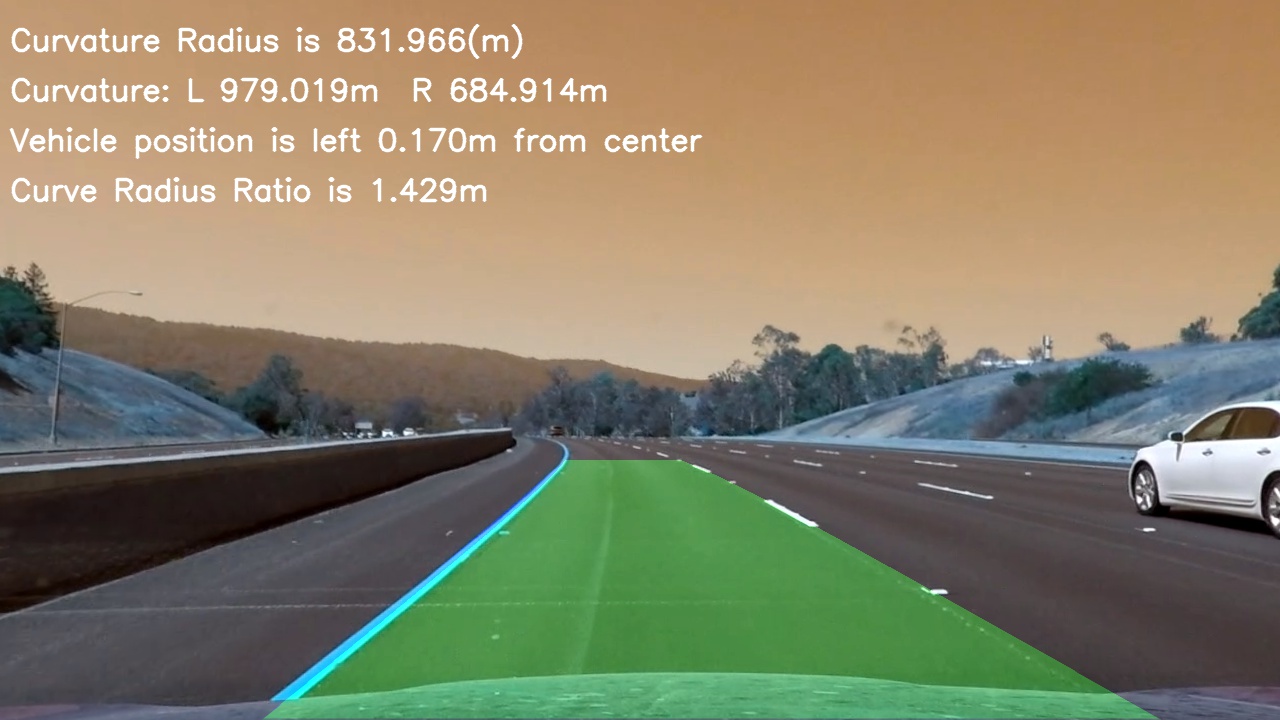 Curvature Radius is 831.966(m)
Curvature: L 979.019m R 684.914m
Vehicle position is left 0.170m from center
Curve Radius Ratio is 1.429m